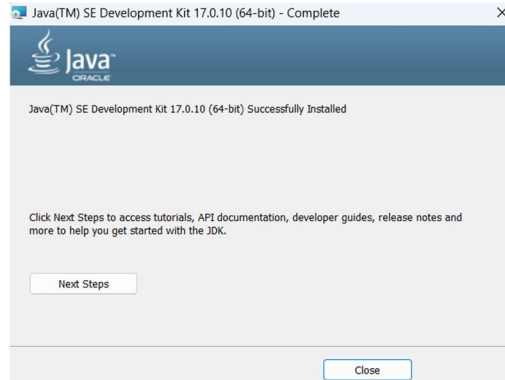 Java(TM) SE Development Kit 17.0.10 (64-bit) - Complete
Java™
ORACLE
Java(TM) SE Development Kit 17.0.10 (64-bit) Successfully Installed
Click Next Steps to access tutorials, API documentation, developer guides, release notes and
more to help you get started with the JDK.
Next Steps
Close